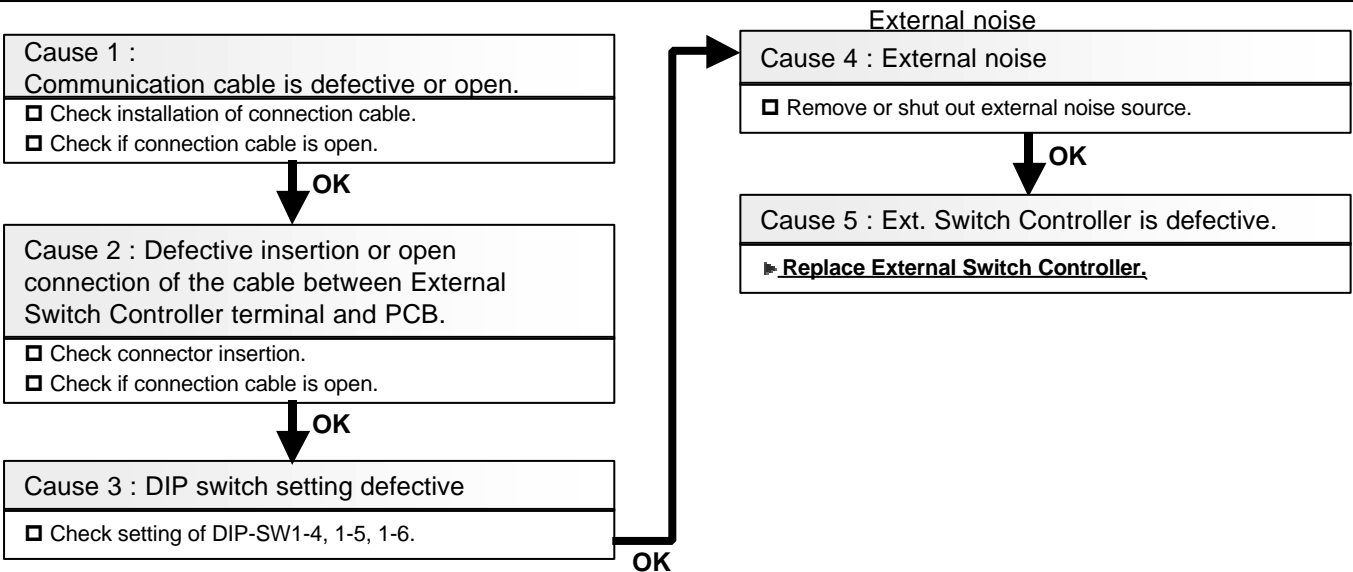 Cause 1 :
Communication cable is defective or open.
Check installation of connection cable.
Check if connection cable is open.
OK
Cause 2 : Defective insertion or open
connection of the cable between External
Switch Controller terminal and PCB.
Check connector insertion.
Check if connection cable is open.
OK
Cause 3 : DIP switch setting defective
Check setting of DIP-SW1-4, 1-5, 1-6.
OK
External noise
Cause 4 : External noise
Remove or shut out external noise source.
OK
Cause 5 : Ext. Switch Controller is defective.
Replace External Switch Controller.